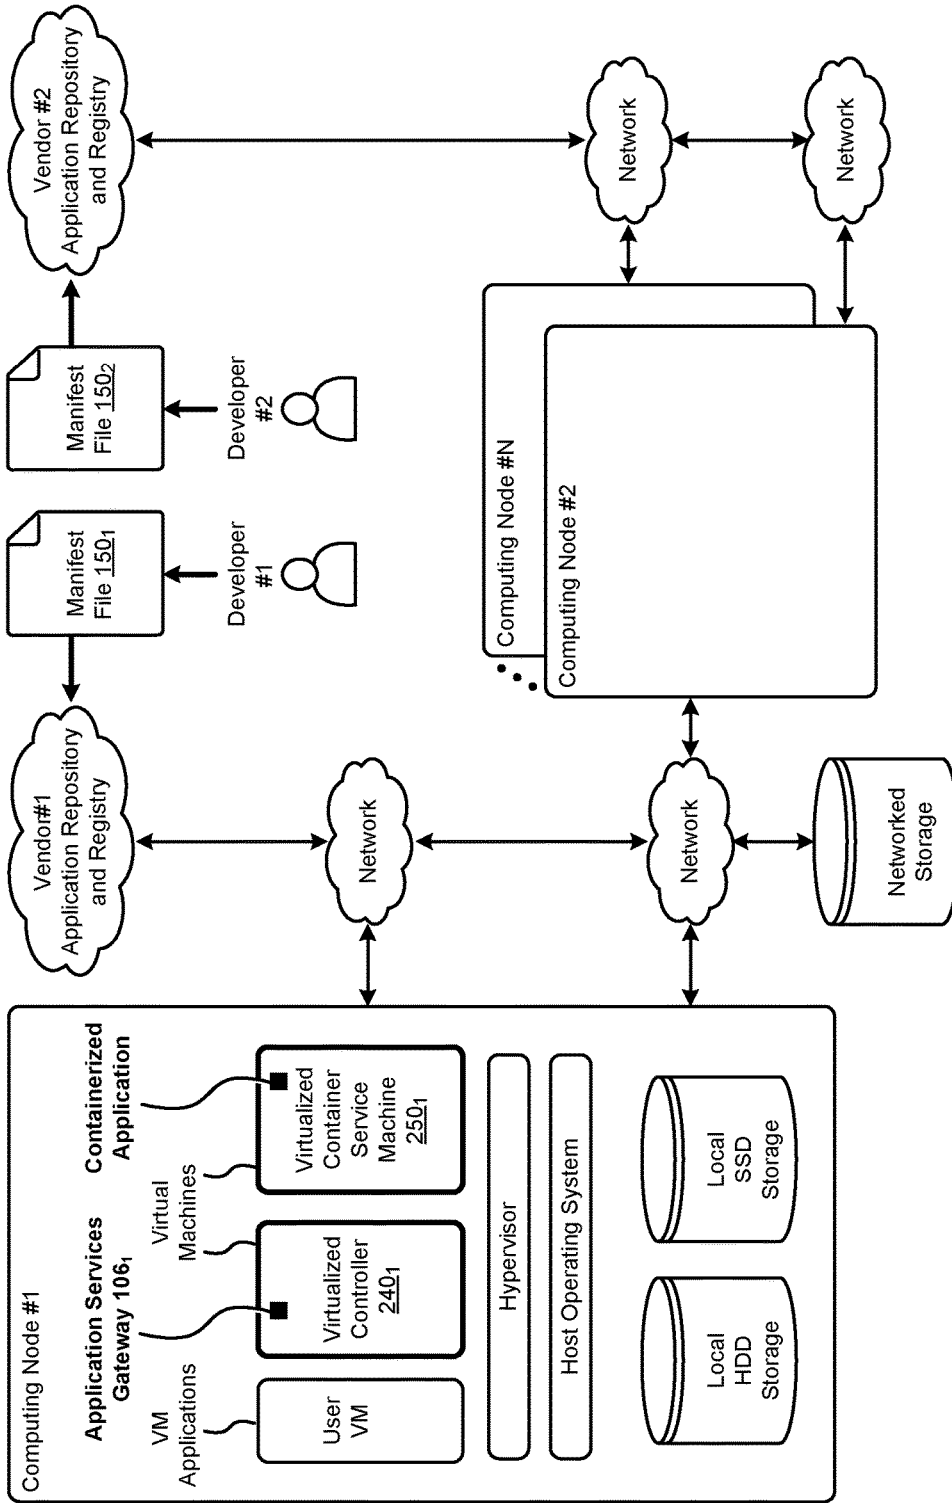 Computing Node #1
Application Services
Gateway 106₁
Containerized
Application
VM
Applications
Virtual
Machines
User
VM
Virtualized
Controller
240₁
Virtualized
Container
Service
Machine
250₁
Hypervisor
Host Operating System
Local
HDD
Storage
Local
SSD
Storage
Vendor#1
Application Repository
and Registry
Network
Network
Networked
Storage
Manifest
File 150₁
Developer
#1
Manifest
File 150₂
Developer
#2
Vendor #2
Application Repository
and Registry
Computing Node #N
Computing Node #2
Network
Network